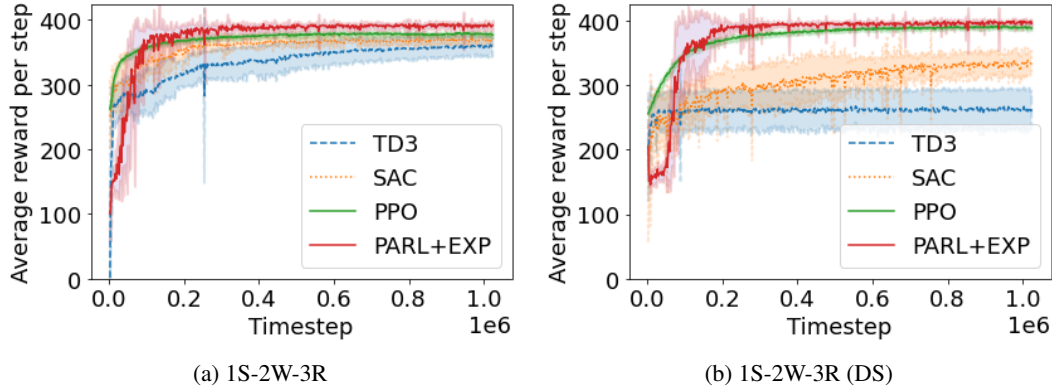 Average reward per step
400
300
200
100
0
TD3
SAC
PPO
PARL+EXP
0.0 0.2 0.4 0.6 0.8 1.0
1e6
Timestep
(a) 1S-2W-3R
Average reward per step
400
300
200
100
0
TD3
SAC
PPO
PARL+EXP
0.0 0.2 0.4 0.6 0.8 1.0
1e6
Timestep
(b) 1S-2W-3R (DS)